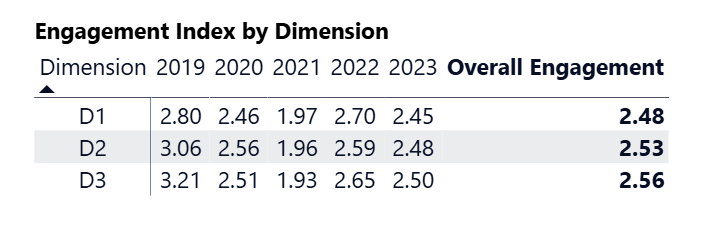 Engagement Index by Dimension
Dimension 2019 2020 2021 2022 2023 Overall Engagement
D1 2.80 2.46 1.97 2.70 2.45 2.48
D2 3.06 2.56 1.96 2.59 2.48 2.53
D3 3.21 2.51 1.93 2.65 2.50 2.56